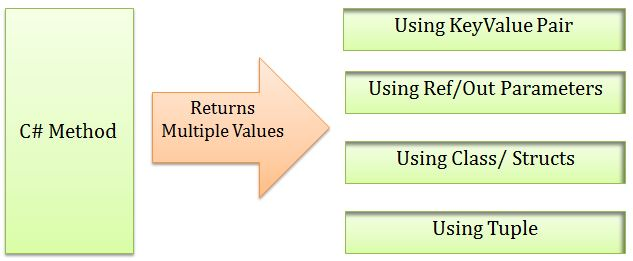 C# Method
Returns
Multiple Values
Using KeyValue Pair
Using Ref/Out Parameters
Using Class/ Structs
Using Tuple